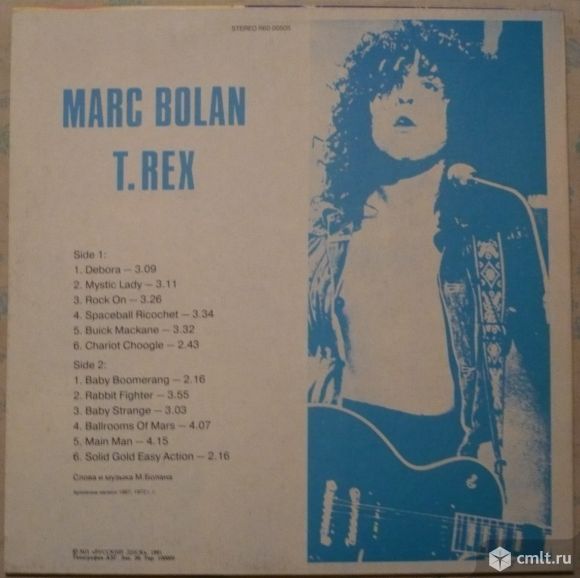 STEREO R60 00505
MARC BOLAN
T. REX
Side 1:
1. Debora — 3.09
2. Mystic Lady — 3.11
3. Rock On — 3.26
4. Spaceball Ricochet — 3.34
5. Buick Mackane — 3.32
6. Chariot Choogle — 2.43
Side 2:
1. Baby Boomerang — 2.16
2. Rabbit Fighter — 3.55
3. Baby Strange — 3.03
4. Ballrooms Of Mars — 4.07
5. Main Man — 4.15
6. Solid Gold Easy Action — 2.16
Слова и музыка М.Болана
Архивные записи
«РУССКИЙ
Типография
cmlt.ru